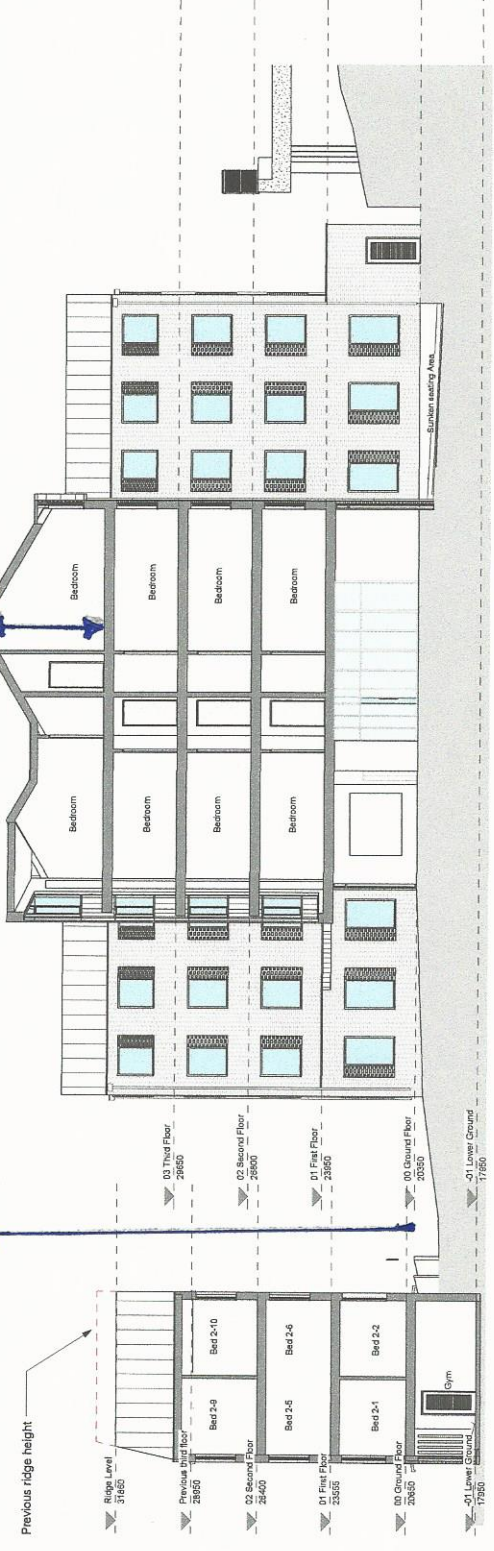 Previous ridge height
Ridge Level
31860
Previous third floor
28950
02 Second Floor
26400
01 First Floor
23555
00 Ground Floor
20650
-01 Lower Ground
17950
Bed 2-9
Bed 2-10
Bed 2-5
Bed 2-6
Bed 2-1
Bed 2-2
Gym
03 Third Floor
29650
02 Second Floor
26800
01 First Floor
23950
00 Ground Floor
20350
-01 Lower Ground
17950
Bedroom
Bedroom
Bedroom
Bedroom
Bedroom
Bedroom
Bedroom
Bedroom
Sunken seating Area